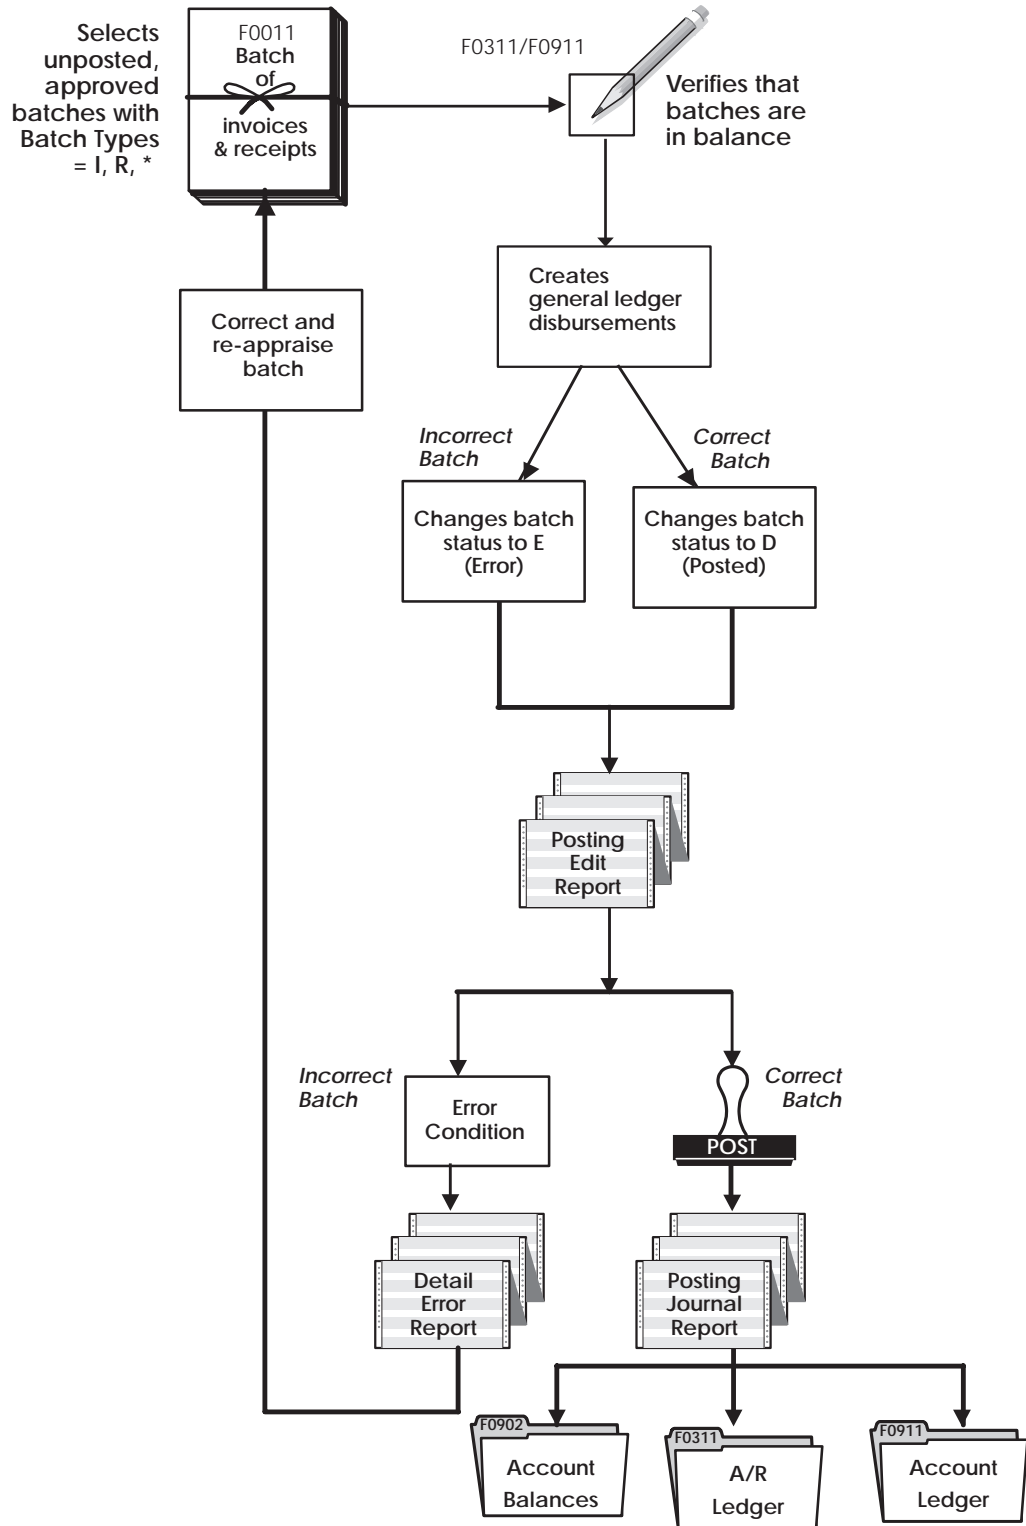 Selects
unposted,
approved
batches with
Batch Types
= I, R, *
F0011
Batch
of
invoices
& receipts
F0311/F0911
Verifies that
batches are
in balance
Creates
general ledger
disbursements
Correct and
re-appraise
batch
Incorrect
Batch
Correct
Batch
Changes batch
status to E
(Error)
Changes batch
status to D
(Posted)
Posting
Edit
Report
Incorrect
Batch
Error
Condition
Correct
Batch
POST
Detail
Error
Report
Posting
Journal
Report
F0902
Account
Balances
F0311
A/R
Ledger
F0911
Account
Ledger